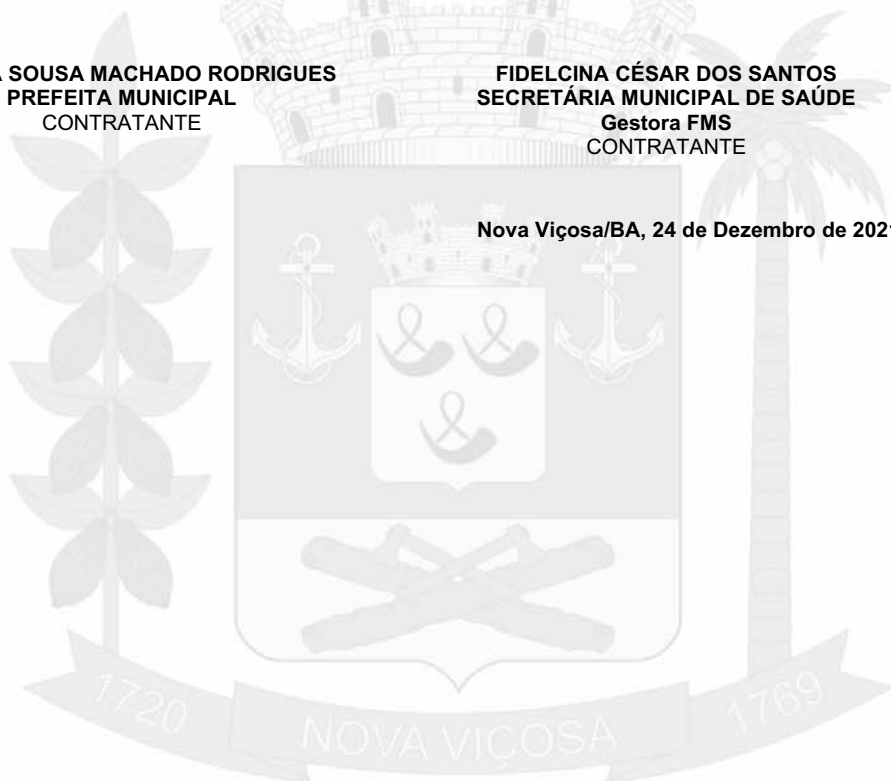 A SOUSA MACHADO RODRIGUES
PREFEITA MUNICIPAL
CONTRATANTE
FIDELCINA CÉSAR DOS SANTOS
SECRETÁRIA MUNICIPAL DE SAÚDE
Gestora FMS
CONTRATANTE
Nova Viçosa/BA, 24 de Dezembro de 2021
1720
NOVA VIÇOSA
1769